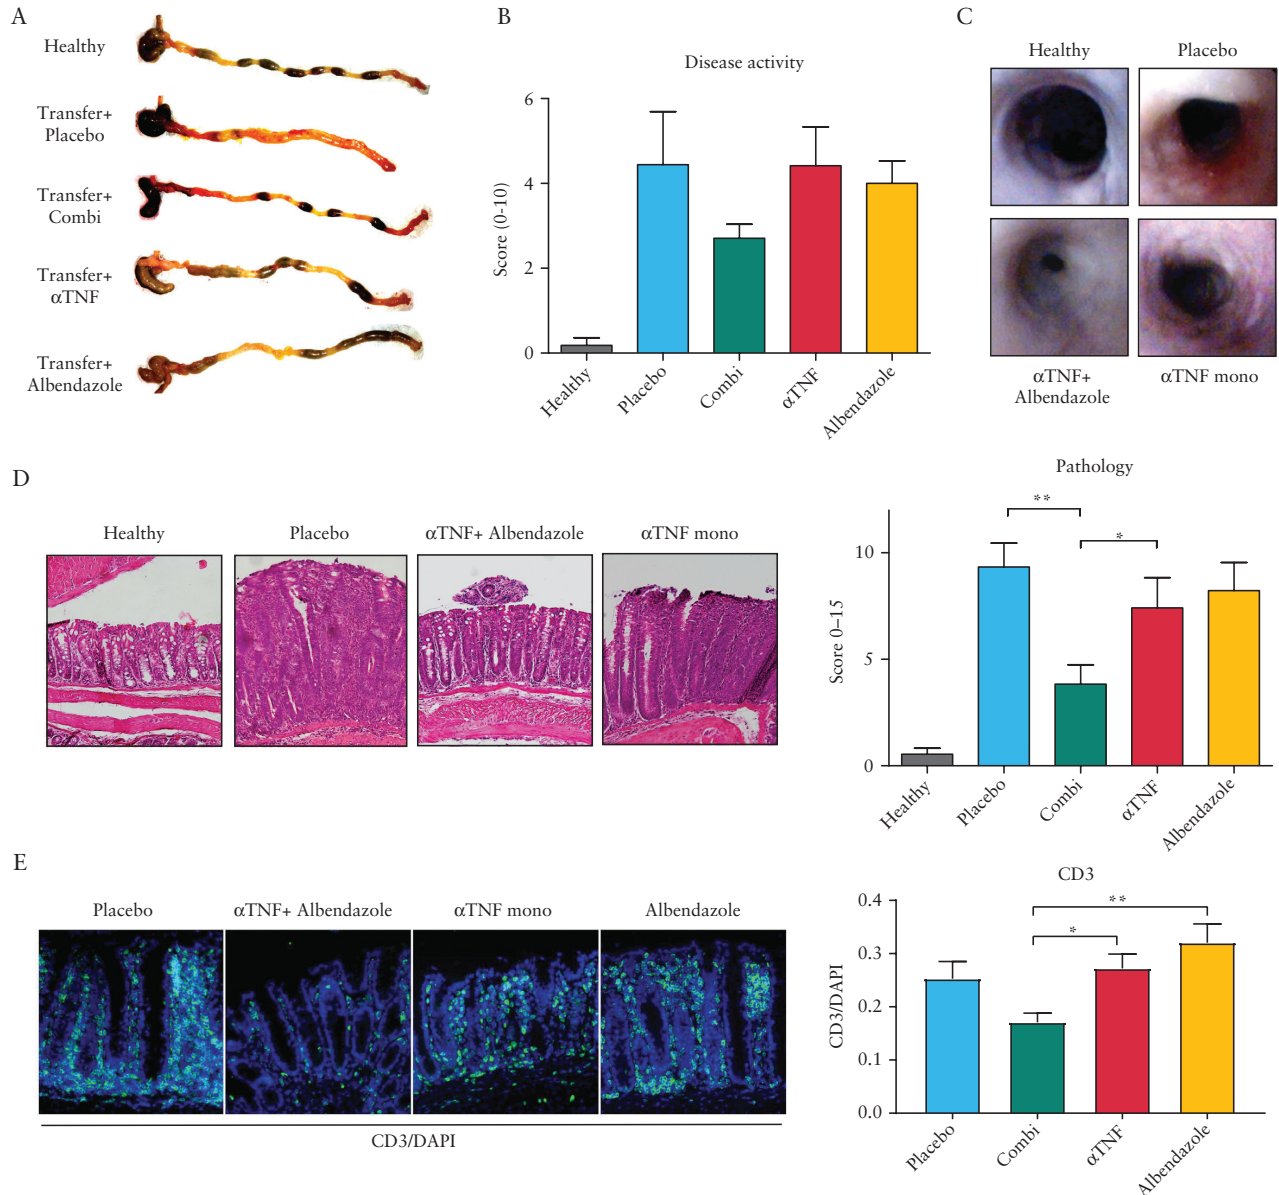 A
Healthy
Transfer+
Placebo
Transfer+
Combi
Transfer+
αTNF
Transfer+
Albendazole
B
Disease activity
Score (0-10)
6
4
2
0
Healthy
Placebo
Combi
αTNF
Albendazole
C
Healthy
Placebo
αTNF+
Albendazole
αTNF mono
D
Healthy
Placebo
αTNF+ Albendazole
αTNF mono
Pathology
**
*
Score 0–15
10
5
0
Healthy
Placebo
Combi
αTNF
Albendazole
E
Placebo
αTNF+ Albendazole
αTNF mono
Albendazole
CD3/DAPI
CD3
**
*
CD3/DAPI
0.4
0.3
0.2
0.1
0.0
Placebo
Combi
αTNF
Albendazole